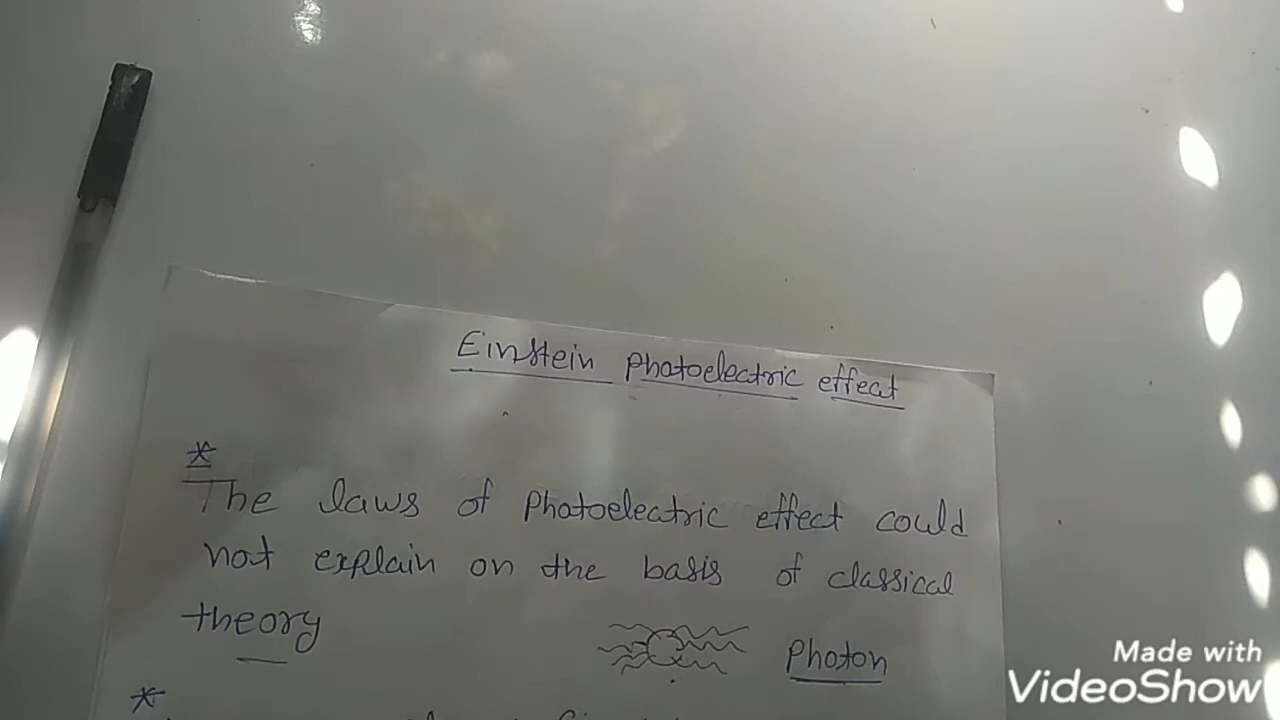 Einstein Photoelectric effect
*
The laws of Photoelectric effect could
not explain on the basis of classical
theory
Photon
*
Made with
VideoShow